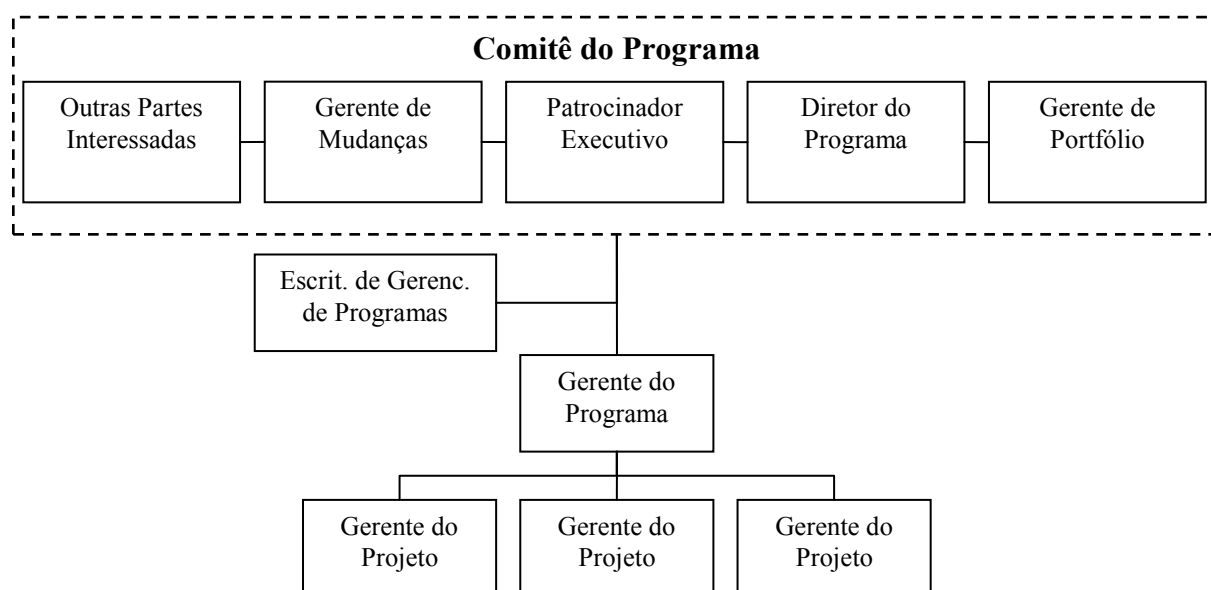 Comitê do Programa
Outras Partes
Interessadas
Gerente de
Mudanças
Patrocinador
Executivo
Diretor do
Programa
Gerente de
Portfólio
Escrit. de Gerenc.
de Programas
Gerente do
Programa
Gerente do
Projeto
Gerente do
Projeto
Gerente do
Projeto